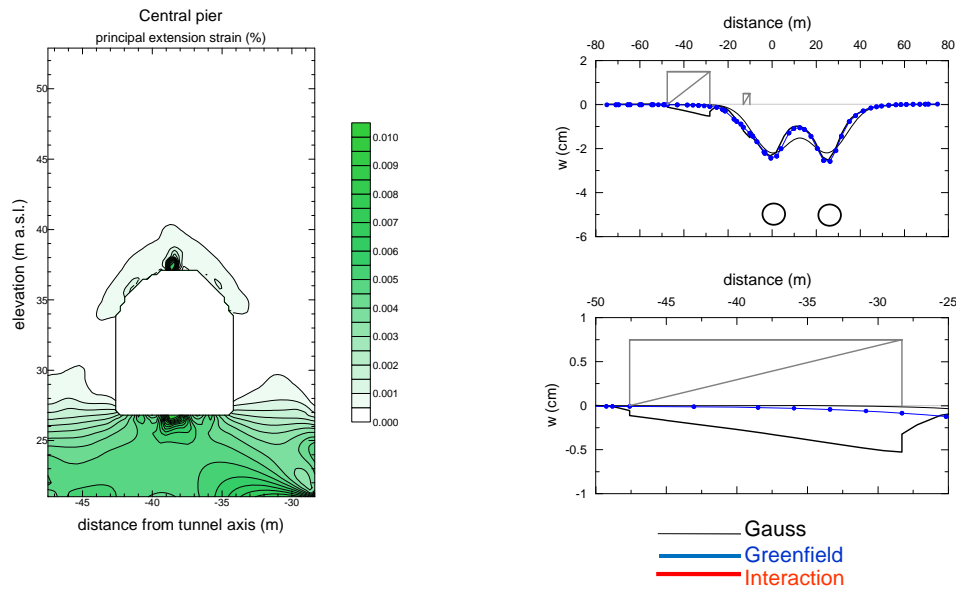 Central pier
principal extension strain (%)
50
45
40
35
30
25
elevation (m a.s.l.)
-45
-40
-35
-30
distance from tunnel axis (m)
0.010
0.009
0.008
0.007
0.006
0.005
0.004
0.003
0.002
0.001
0.000
distance (m)
-80 -60 -40 -20 0 20 40 60 80
2
0
-2
-4
-6
w (cm)
distance (m)
-50 -45 -40 -35 -30 -25
1
0.5
0
-0.5
-1
w (cm)
Gauss
Greenfield
Interaction